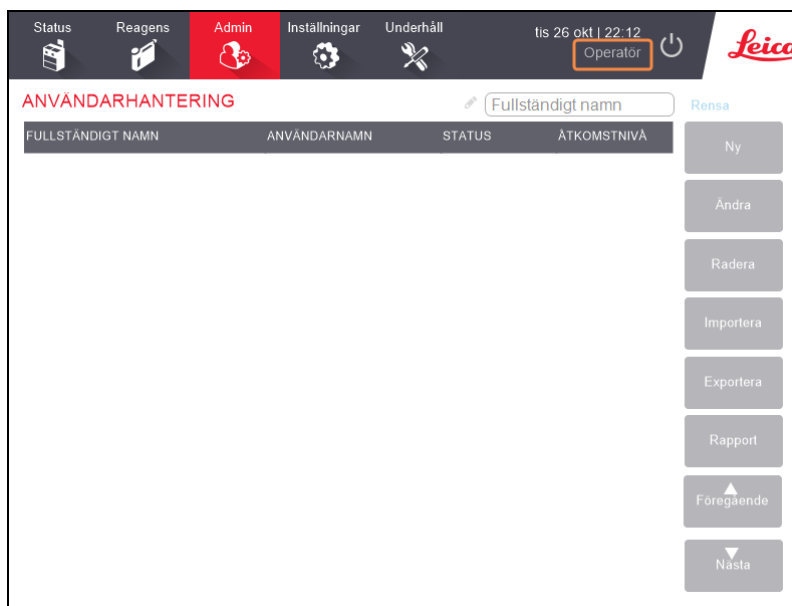 Status Reagens Admin Inställningar Underhåll tis 26 okt | 22:12
Operatör
Leica
ANVÄNDARHANTERING Fullständigt namn Rensa
FULLSTÄNDIGT NAMN ANVÄNDARNAMN STATUS ÅTKOMSTNIVÅ
Ny
Ändra
Radera
Importera
Exportera
Rapport
Föregående
Nästa